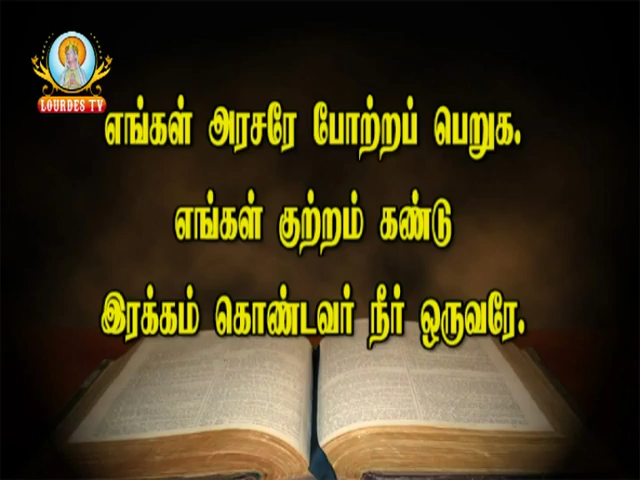 LOURDES TV
எங்கள் அரசரே போற்றப் பெறுக.
எங்கள் குற்றம் கண்டு
இரக்கம் கொண்டவர் நீர் ஒருவரே.